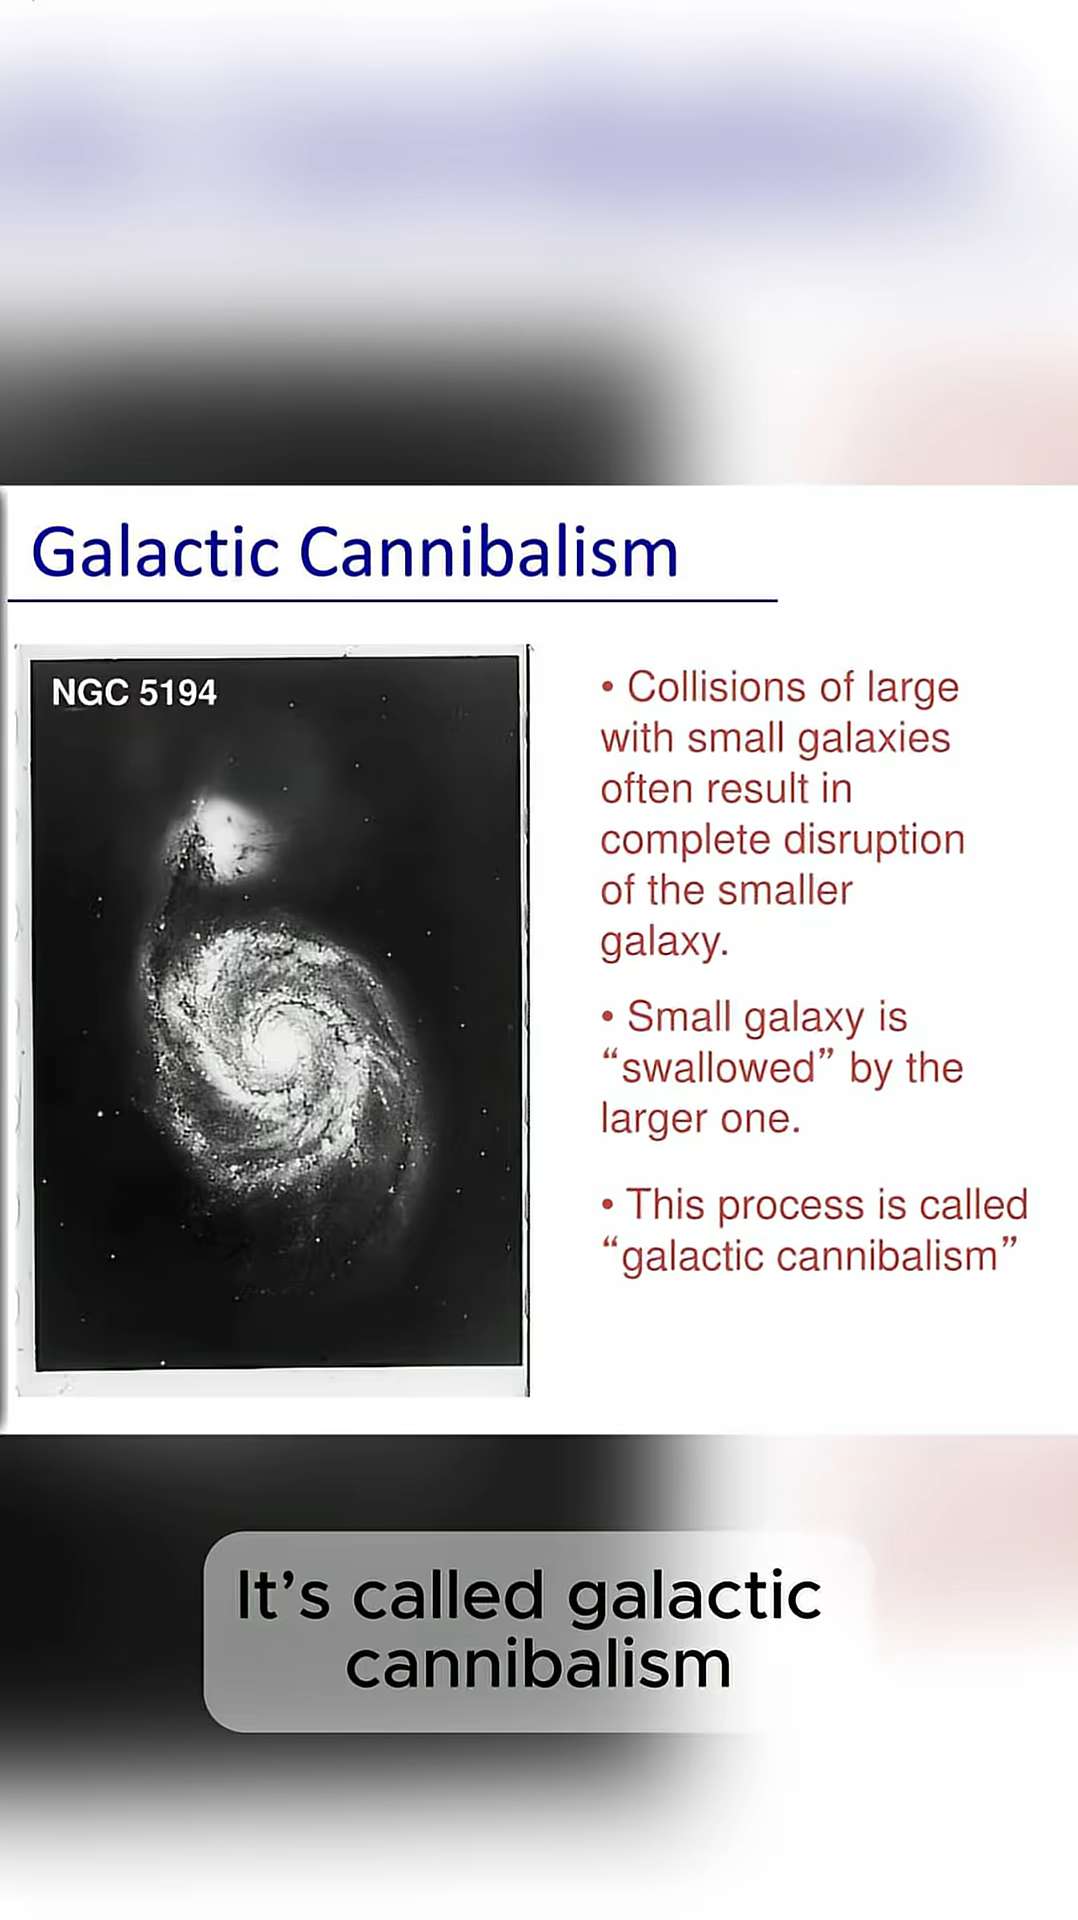 Galactic Cannibalism
NGC 5194
• Collisions of large
with small galaxies
often result in
complete disruption
of the smaller
galaxy.
• Small galaxy is
“swallowed” by the
larger one.
• This process is called
“galactic cannibalism”
It’s called galactic
cannibalism